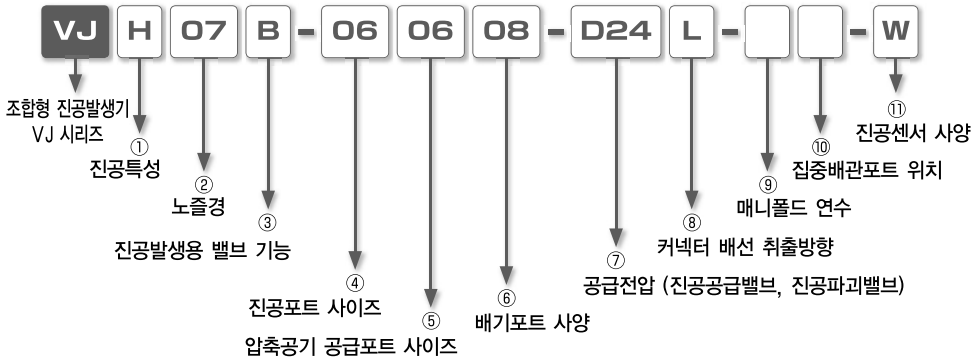 VJ H 07 B - 06 06 08 - D24 L - - W
조합형 진공발생기
VJ 시리즈
① 진공특성
② 노즐경
③ 진공발생용 밸브 기능
④ 진공포트 사이즈
⑤ 압축공기 공급포트 사이즈
⑥ 배기포트 사양
⑦ 공급전압 (진공공급밸브, 진공파괴밸브)
⑧ 커넥터 배선 취출방향
⑨ 매니폴드 연수
⑩ 집중배관포트 위치
⑪ 진공센서 사양